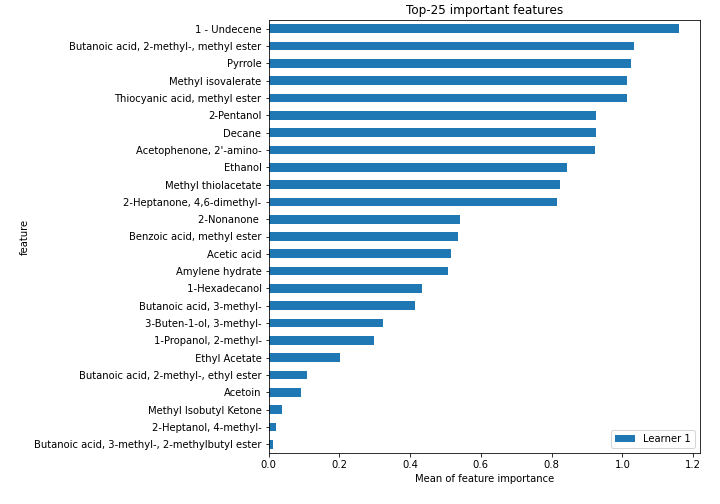 Top-25 important features
1 - Undecene
Butanoic acid, 2-methyl-, methyl ester
Pyrrole
Methyl isovalerate
Thiocyanic acid, methyl ester
2-Pentanol
Decane
Acetophenone, 2'-amino-
Ethanol
Methyl thiolacetate
2-Heptanone, 4,6-dimethyl-
2-Nonanone
Benzoic acid, methyl ester
Acetic acid
Amylene hydrate
1-Hexadecanol
Butanoic acid, 3-methyl-
3-Buten-1-ol, 3-methyl-
1-Propanol, 2-methyl-
Ethyl Acetate
Butanoic acid, 2-methyl-, ethyl ester
Acetoin
Methyl Isobutyl Ketone
2-Heptanol, 4-methyl-
Butanoic acid, 3-methyl-, 2-methylbutyl ester
feature
Learner 1
0.0 0.2 0.4 0.6 0.8 1.0 1.2
Mean of feature importance